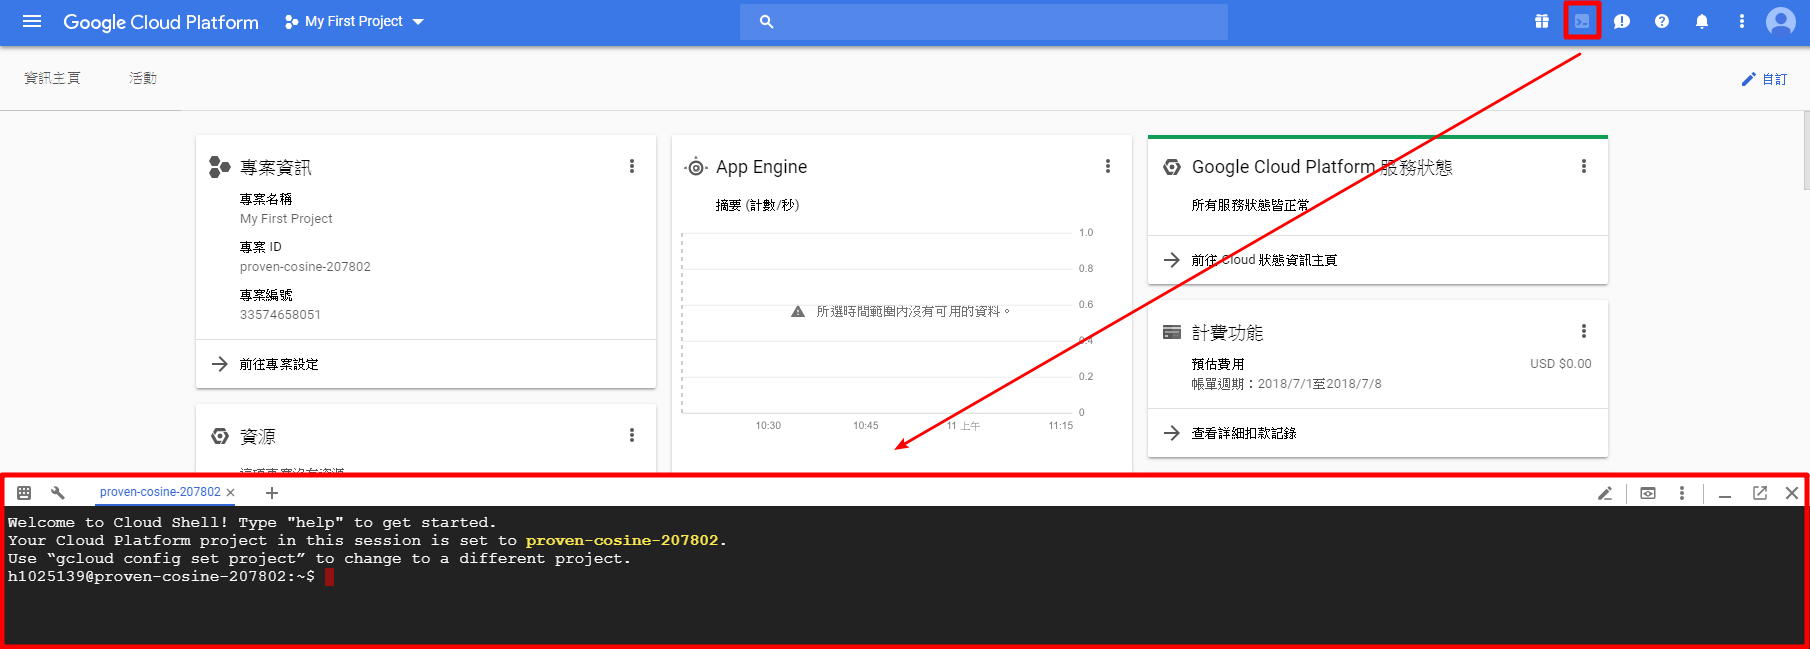 Google Cloud Platform
My First Project
資訊主頁
活動
自訂
專案資訊
專案名稱
My First Project
專案 ID
proven-cosine-207802
專案編號
33574658051
前往專案設定
資源
這項專案沒有資源
App Engine
摘要 (計數/秒)
1.0
0.8
0.6
所選時間範圍內沒有可用的資料。
0.4
0.2
0
10:30
10:45
11 上午
11:15
Google Cloud Platform 服務狀態
所有服務狀態皆正常
前往 Cloud 狀態資訊主頁
計費功能
預估費用
USD $0.00
帳單週期：2018/7/1至2018/7/8
查看詳細扣款記錄
proven-cosine-207802
Welcome to Cloud Shell! Type "help" to get started.
Your Cloud Platform project in this session is set to proven-cosine-207802.
Use “gcloud config set project” to change to a different project.
h1025139@proven-cosine-207802:~$